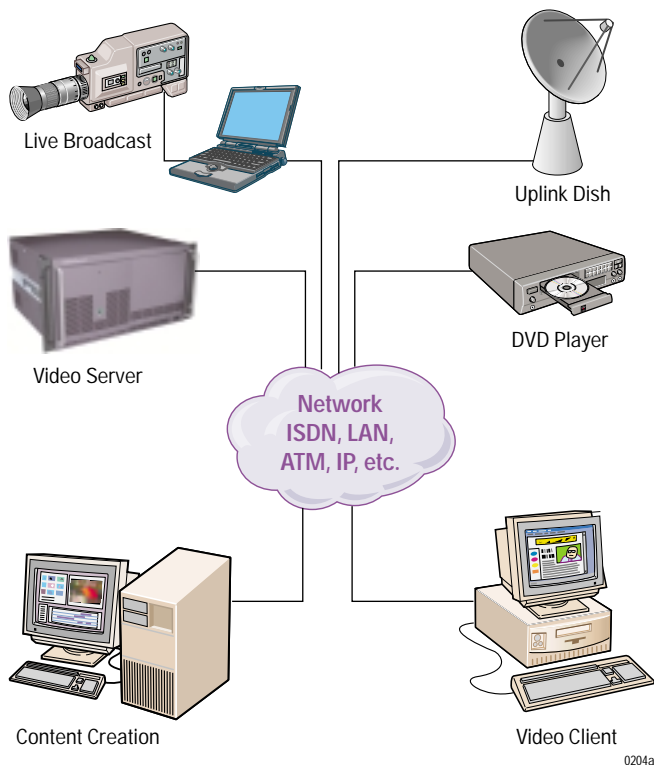 Live Broadcast
Uplink Dish
Video Server
DVD Player
Network
ISDN, LAN,
ATM, IP, etc.
Content Creation
Video Client
0204a